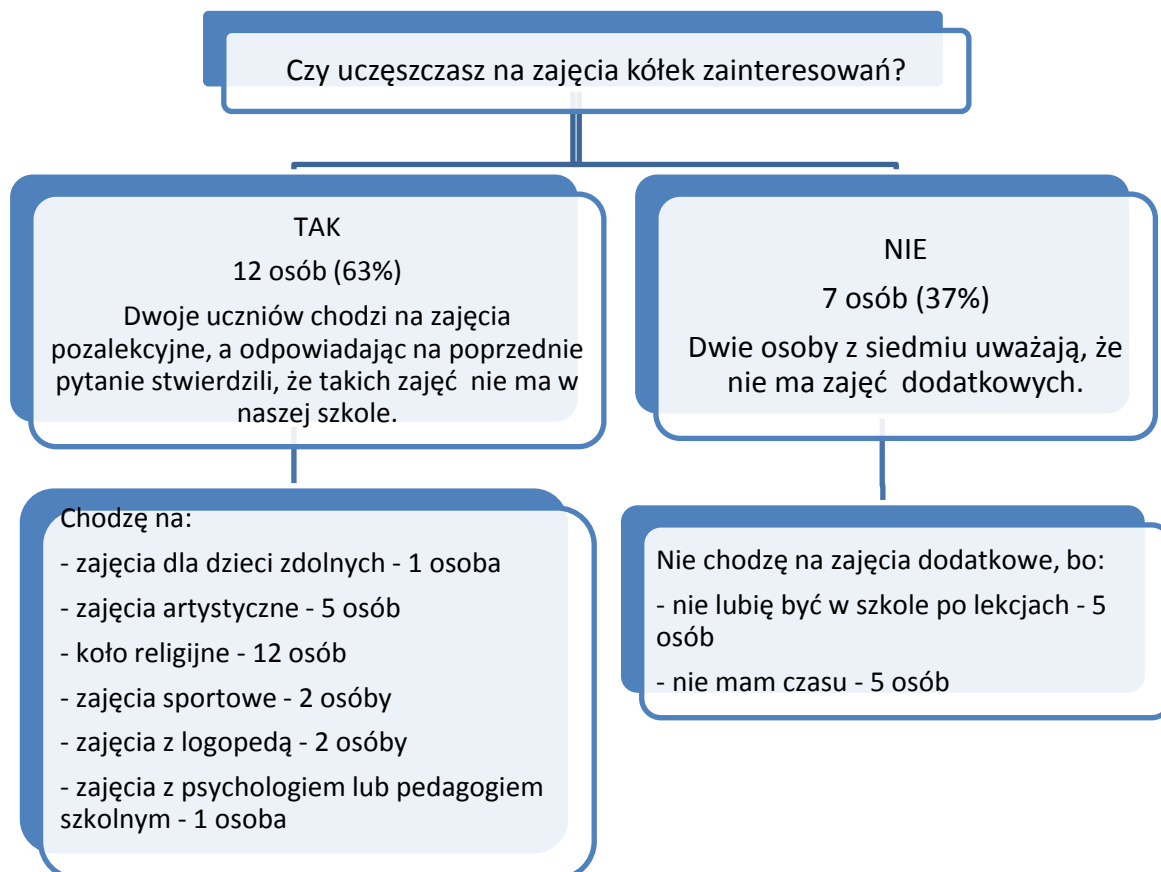 Czy uczęszczasz na zajęcia kółek zainteresowań?
TAK
12 osób (63%)
Dwoje uczniów chodzi na zajęcia
pozalekcyjne, a odpowiadając na poprzednie
pytanie stwierdzili, że takich zajęć nie ma w
naszej szkole.
NIE
7 osób (37%)
Dwie osoby z siedmiu uważają, że
nie ma zajęć dodatkowych.
Chodzę na:
- zajęcia dla dzieci zdolnych - 1 osoba
- zajęcia artystyczne - 5 osób
- koło religijne - 12 osób
- zajęcia sportowe - 2 osóby
- zajęcia z logopedą - 2 osóby
- zajęcia z psychologiem lub pedagogiem
szkolnym - 1 osoba
Nie chodzę na zajęcia dodatkowe, bo:
- nie lubię być w szkole po lekcjach - 5
osób
- nie mam czasu - 5 osób